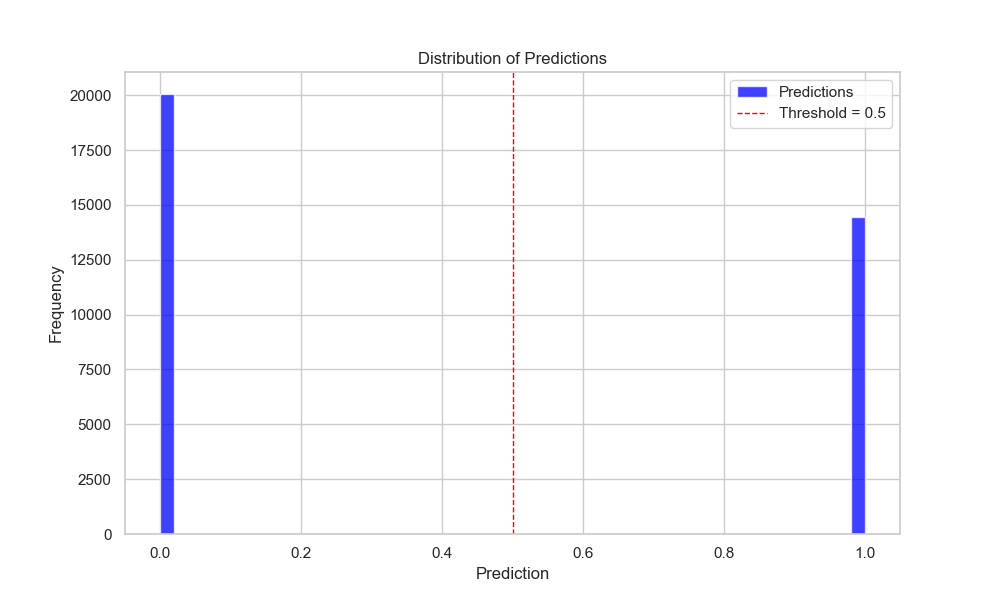 Distribution of Predictions
Predictions
Threshold = 0.5
20000
17500
15000
12500
10000
7500
5000
2500
0
Frequency
0.0 0.2 0.4 0.6 0.8 1.0
Prediction